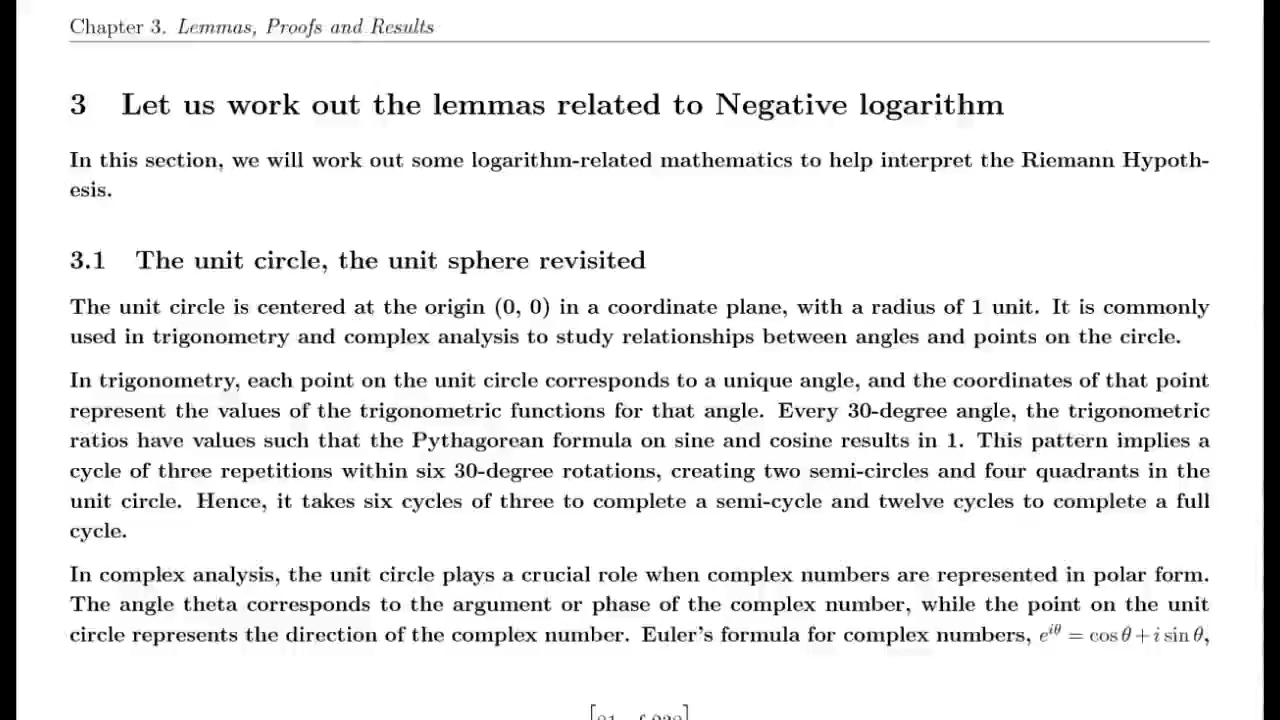 Chapter 3. Lemmas, Proofs and Results
3 Let us work out the lemmas related to Negative logarithm
In this section, we will work out some logarithm-related mathematics to help interpret the Riemann Hypoth-
esis.
3.1 The unit circle, the unit sphere revisited
The unit circle is centered at the origin (0, 0) in a coordinate plane, with a radius of 1 unit. It is commonly
used in trigonometry and complex analysis to study relationships between angles and points on the circle.
In trigonometry, each point on the unit circle corresponds to a unique angle, and the coordinates of that point
represent the values of the trigonometric functions for that angle. Every 30-degree angle, the trigonometric
ratios have values such that the Pythagorean formula on sine and cosine results in 1. This pattern implies a
cycle of three repetitions within six 30-degree rotations, creating two semi-circles and four quadrants in the
unit circle. Hence, it takes six cycles of three to complete a semi-cycle and twelve cycles to complete a full
cycle.
In complex analysis, the unit circle plays a crucial role when complex numbers are represented in polar form.
The angle theta corresponds to the argument or phase of the complex number, while the point on the unit
circle represents the direction of the complex number. Euler's formula for complex numbers, e^{iθ} = cos θ + i sin θ,